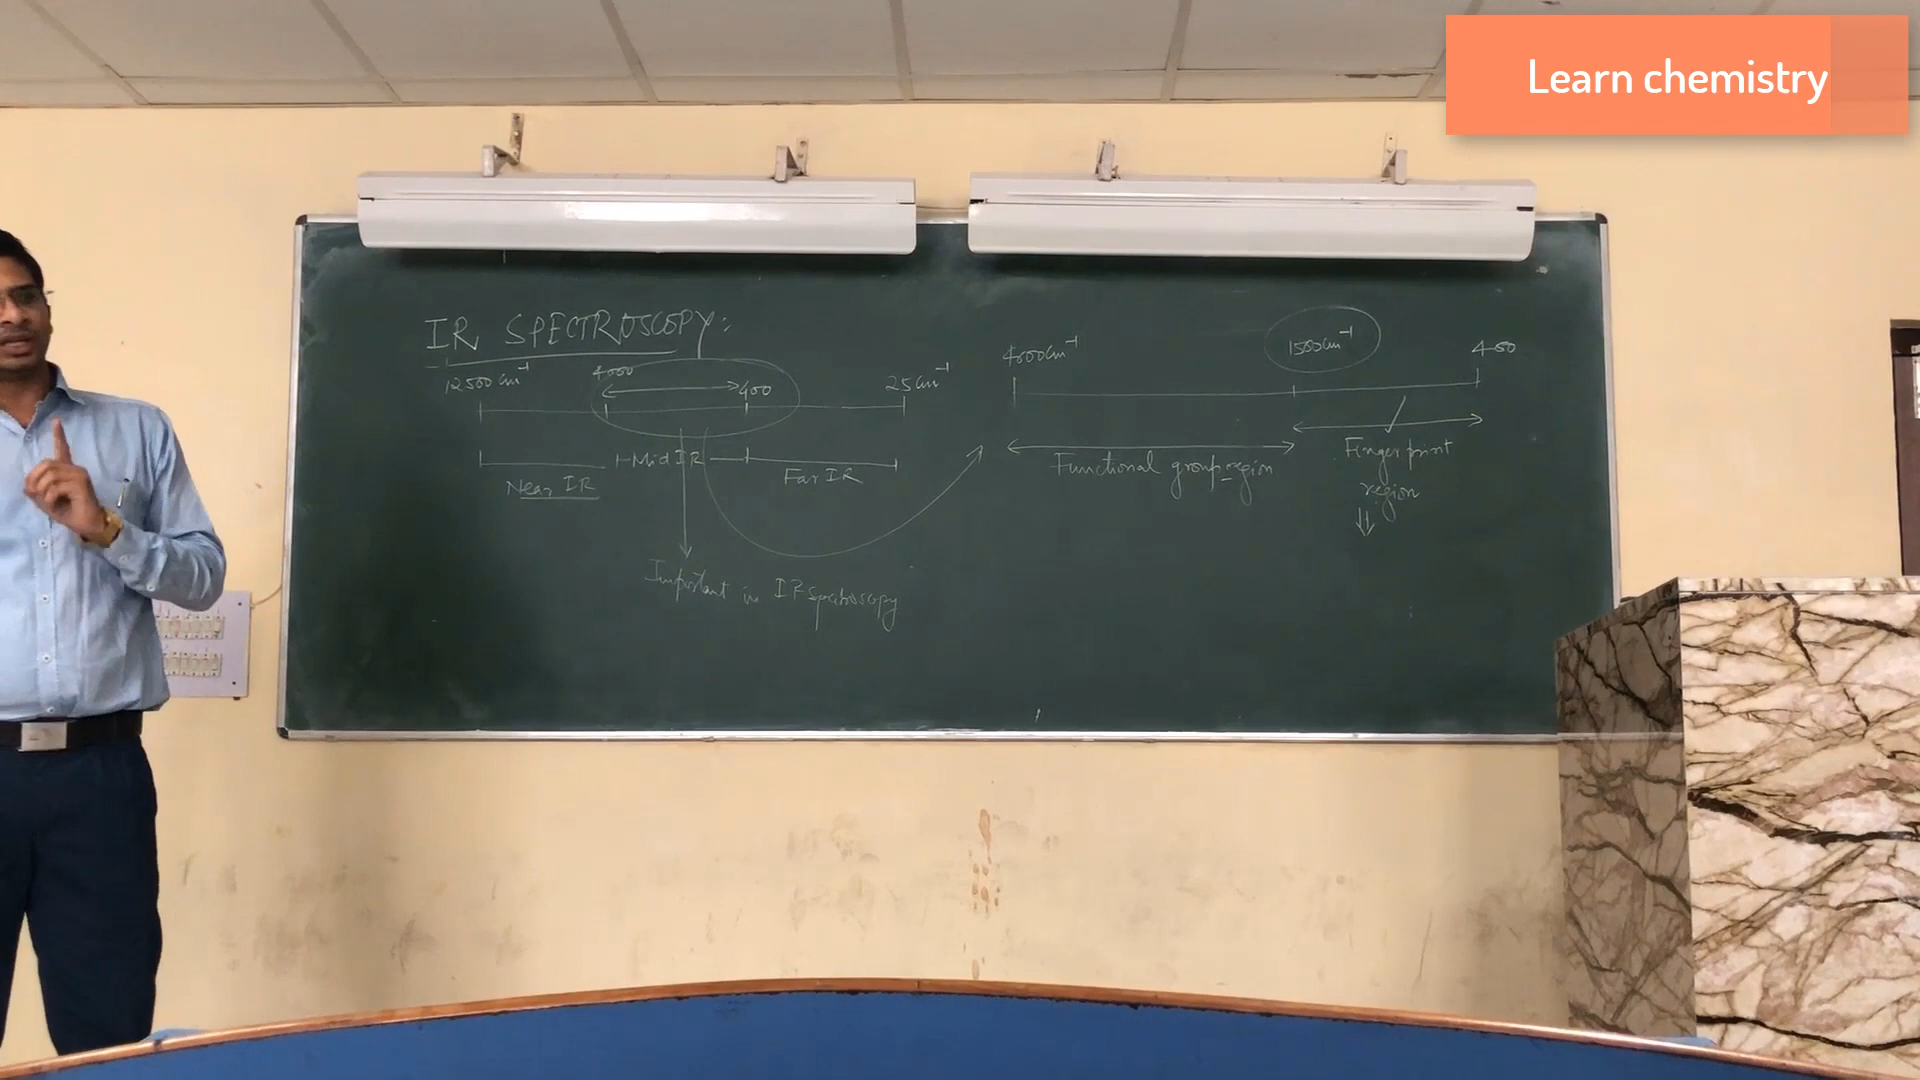 Learn chemistry
IR SPECTROSCOPY:
12500 cm⁻¹ 4000 400 25 cm⁻¹
Near IR Mid IR Far IR
Important in IR spectroscopy
4000 cm⁻¹ 1500 cm⁻¹ 400
Functional group region
Finger print
region